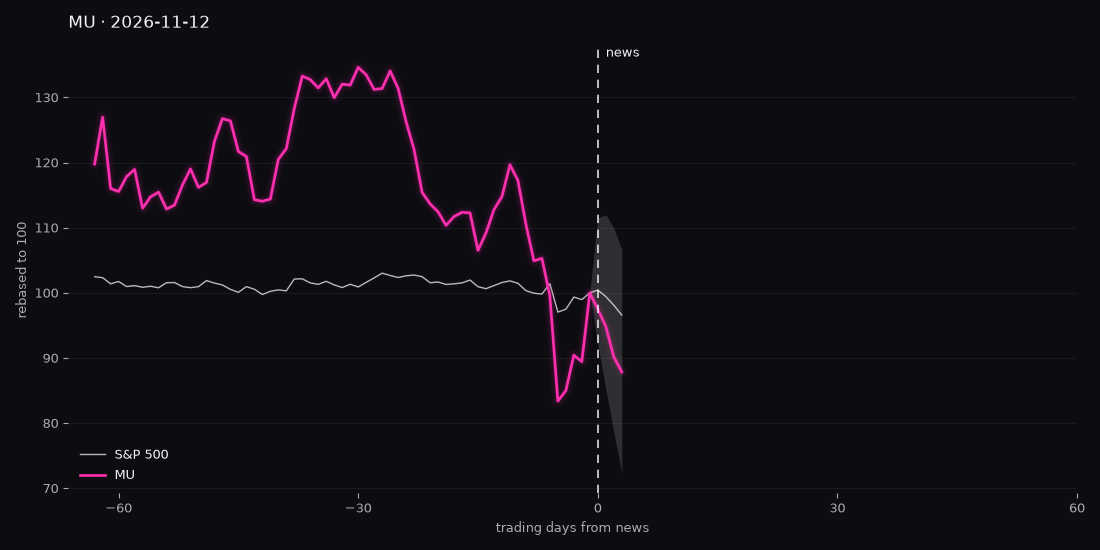 MU · 2026-11-12
news
130
120
110
100
90
80
70
rebased to 100
S&P 500
MU
−60
−30
0
30
60
trading days from news